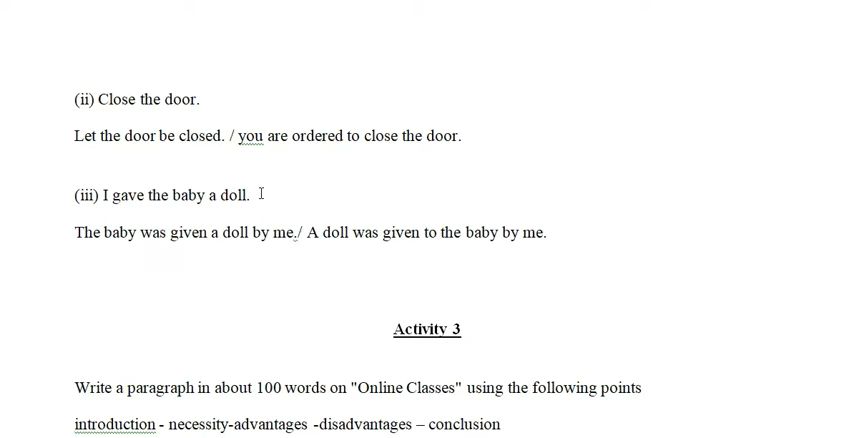 (ii) Close the door.
Let the door be closed. / you are ordered to close the door.
(iii) I gave the baby a doll.
The baby was given a doll by me./ A doll was given to the baby by me.
Activity 3
Write a paragraph in about 100 words on "Online Classes" using the following points
introduction - necessity-advantages -disadvantages – conclusion